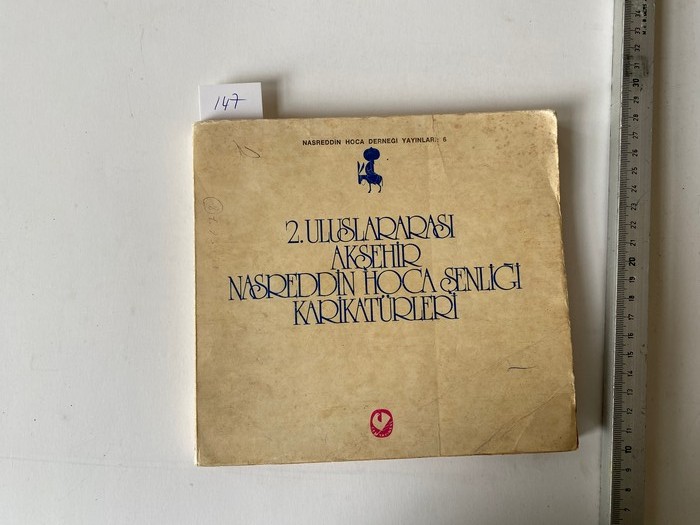 147
NASREDDİN HOCA DERNEĞİ YAYINLARI: 6
2. ULUSLARARASI
AKŞEHİR
NASREDDİN HOCA ŞENLİĞİ
KARİKATÜRLERİ